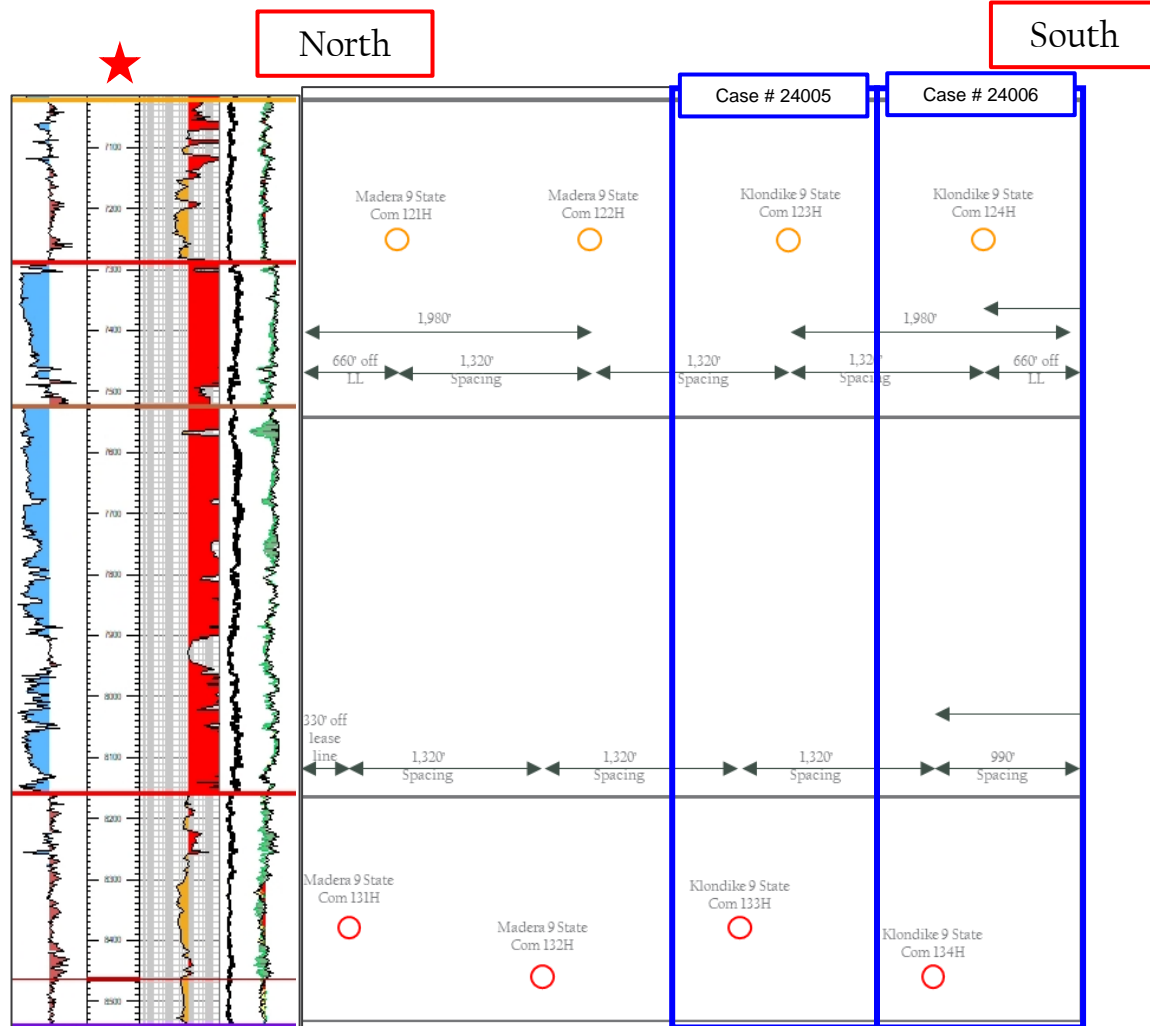 North
South
Case # 24005
Case # 24006
7100
7200
7300
7400
7500
7600
7700
7800
7900
8000
8100
8200
8300
8400
8500
Madera 9 State
Com 121H
Madera 9 State
Com 122H
Klondike 9 State
Com 123H
Klondike 9 State
Com 124H
1,980'
1,980'
660' off
LL
1,320'
Spacing
1,320'
Spacing
1,320'
Spacing
660' off
LL
330' off
lease
line
1,320'
Spacing
1,320'
Spacing
1,320'
Spacing
990'
Spacing
Madera 9 State
Com 131H
Madera 9 State
Com 132H
Klondike 9 State
Com 133H
Klondike 9 State
Com 134H